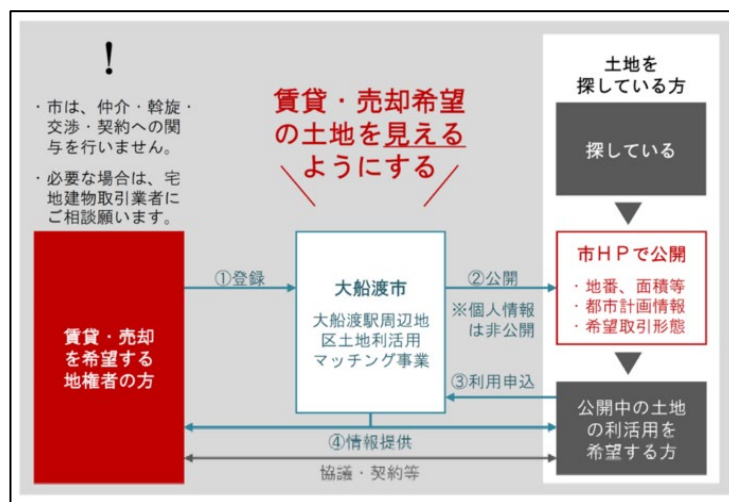 !
・市は、仲介・斡旋・
交渉・契約への関
与を行いません。
・必要な場合は、宅
地建物取引業者に
ご相談願います。
賃貸・売却希望
の土地を見える
ようにする
土地を
探している方
探している
賃貸・売却
を希望する
地権者の方
①登録
大船渡市
大船渡駅周辺地
区土地利活用
マッチング事業
②公開
※個人情報
は非公開
市HPで公開
・地番、面積等
・都市計画情報
・希望取引形態
③利用申込
公開中の土地
の利活用を
希望する方
④情報提供
協議・契約等